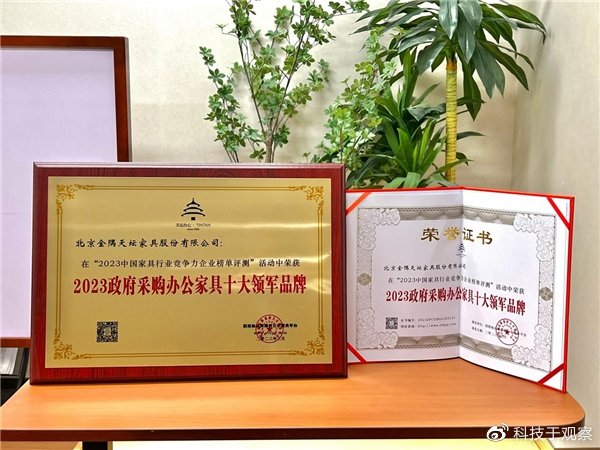 北京金隅天坛家具股份有限公司：
在“2023中国家具行业竞争力企业榜单评测”活动中荣获
2023政府采购办公家具十大领军品牌
荣誉证书
北京金隅天坛家具股份有限公司
在“2023中国家具行业竞争力企业榜单评测”活动中荣获
2023政府采购办公家具十大领军品牌
科技干观察